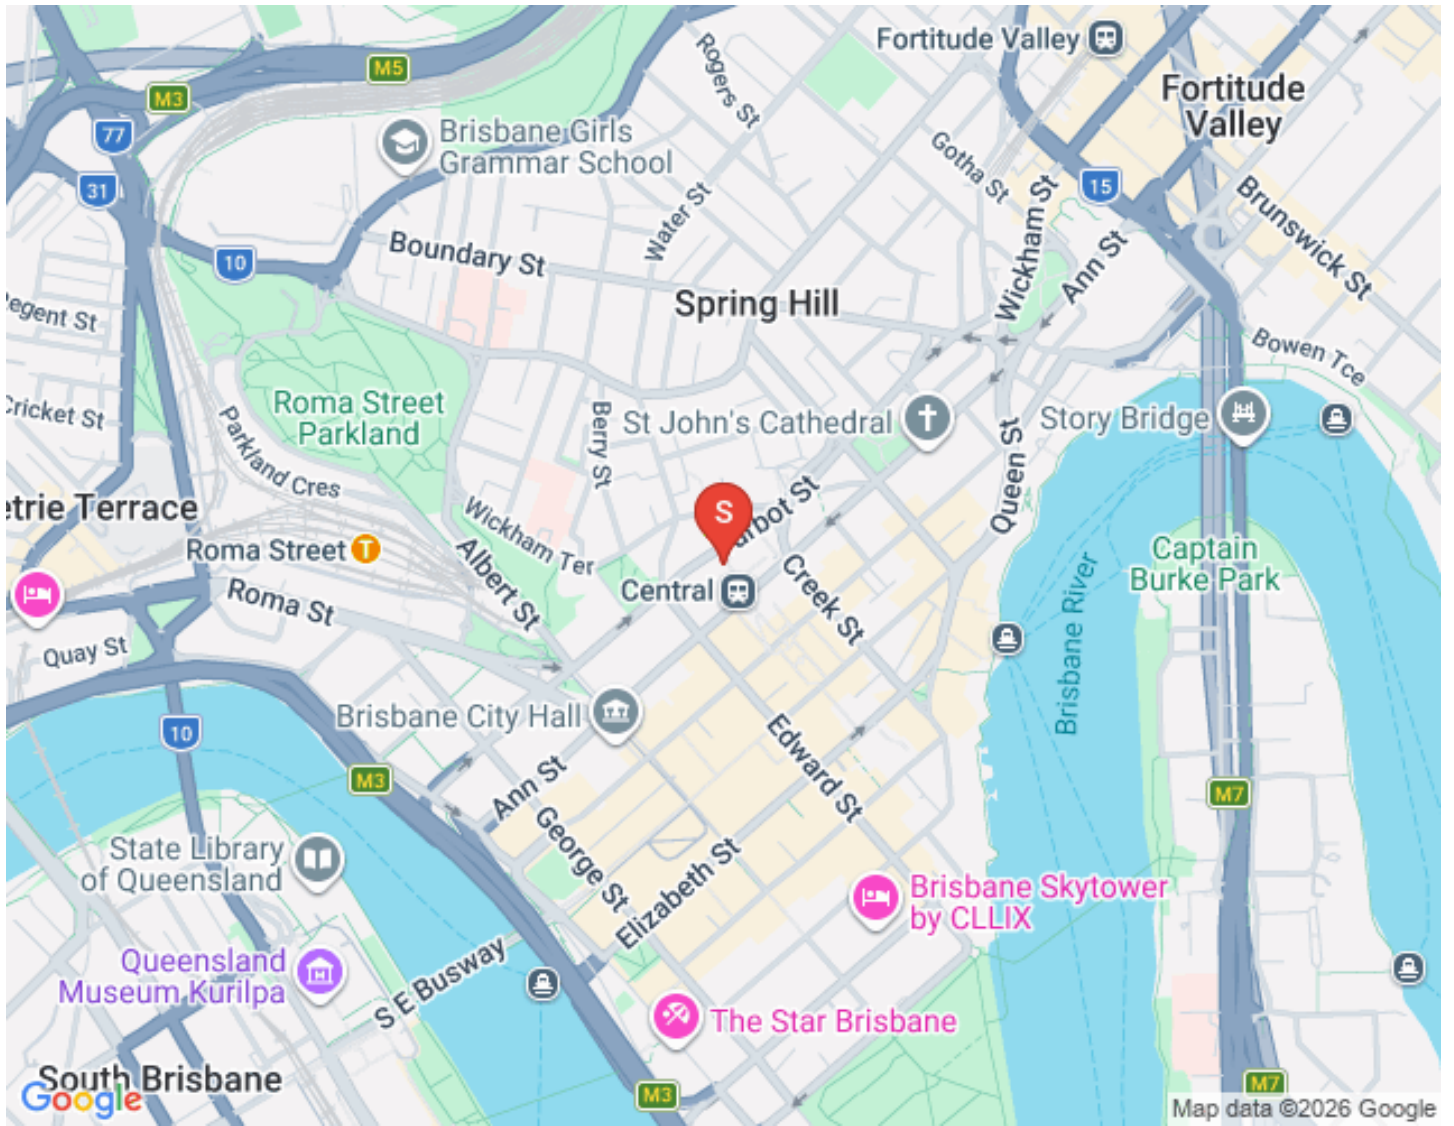 Rogers St
Fortitude Valley
M5
M3
Fortitude
Valley
77
Brisbane Girls
Grammar School
Gotha St
31
15
Water St
Wickham St
Brunswick St
Boundary St
Ann St
10
Spring Hill
Regent St
Bowen Tce
Cricket St
Roma Street
Parkland
Berry St
St John's Cathedral
Story Bridge
Parkland Cres
Queen St
etrie Terrace
S
Turbot St
Wickham Ter
Roma Street
T
Albert St
Central
Creek St
Captain
Burke Park
Roma St
Brisbane River
Quay St
Brisbane City Hall
10
Edward St
M3
Ann St
M7
George St
State Library
of Queensland
Elizabeth St
Brisbane Skytower
by CLLIX
Queensland
Museum Kurilpa
S E Busway
The Star Brisbane
South Brisbane
Google
M3
M7
Map data ©2026 Google